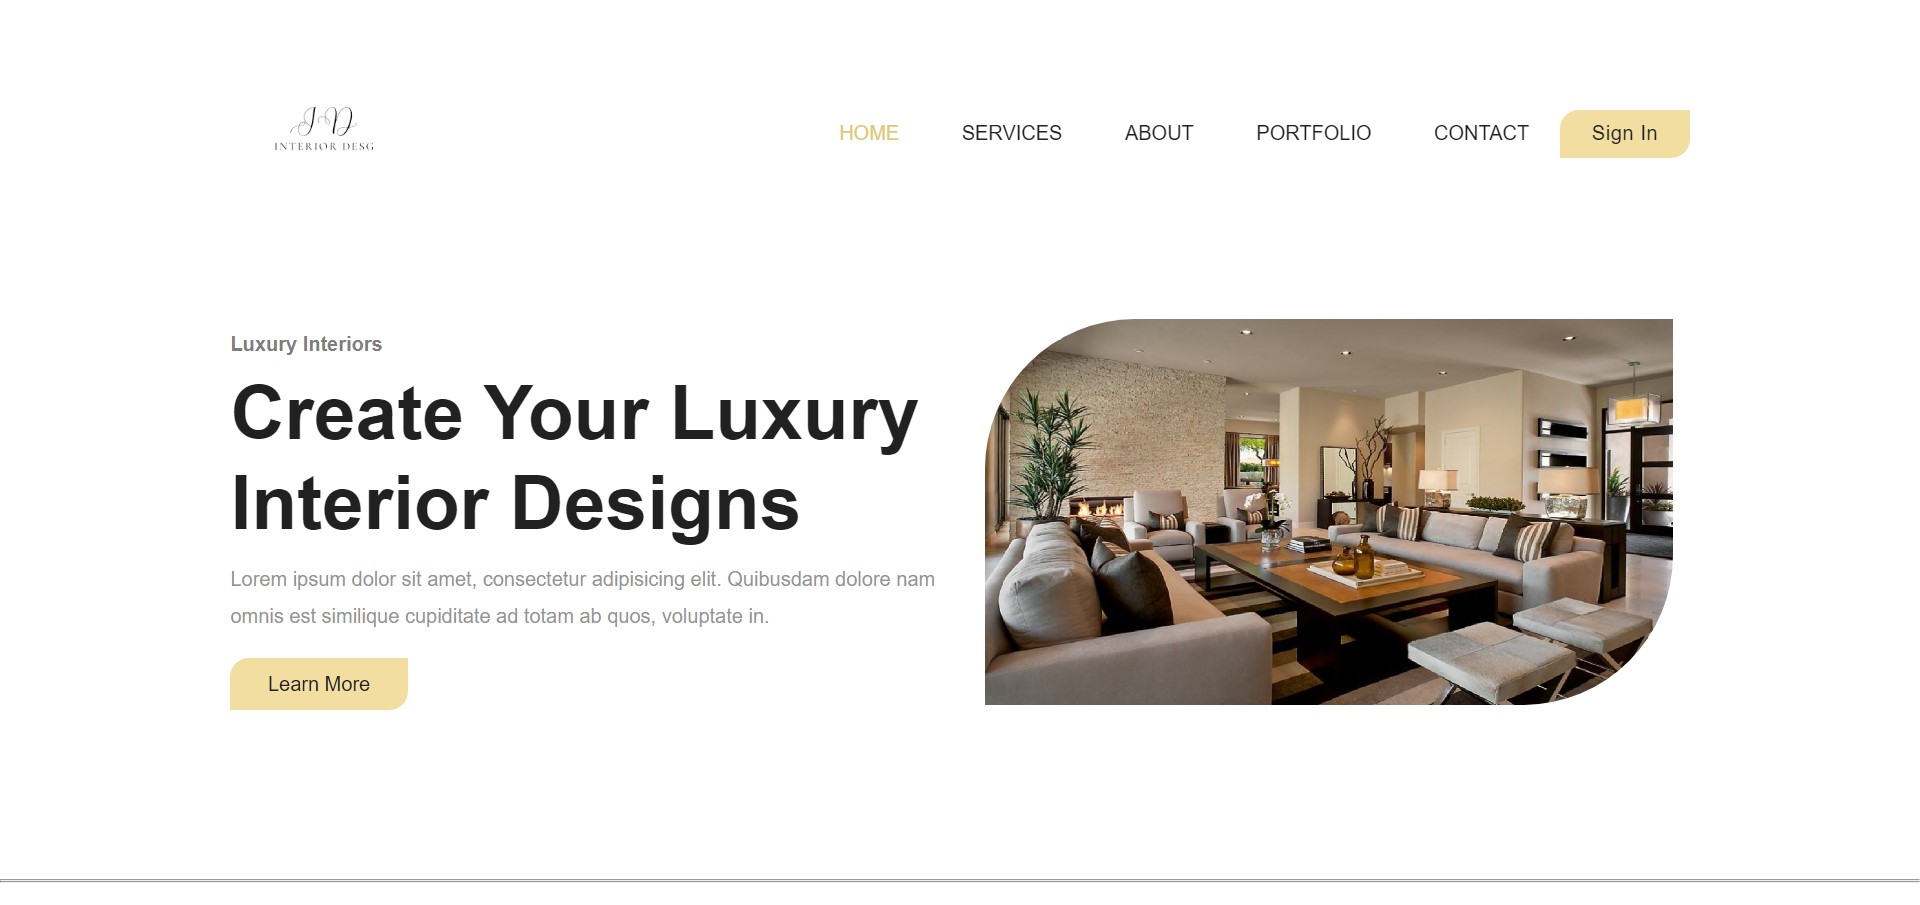 JD
INTERIOR DESG
HOME SERVICES ABOUT PORTFOLIO CONTACT Sign In
Luxury Interiors
Create Your Luxury
Interior Designs
Lorem ipsum dolor sit amet, consectetur adipisicing elit. Quibusdam dolore nam
omnis est similique cupiditate ad totam ab quos, voluptate in.
Learn More